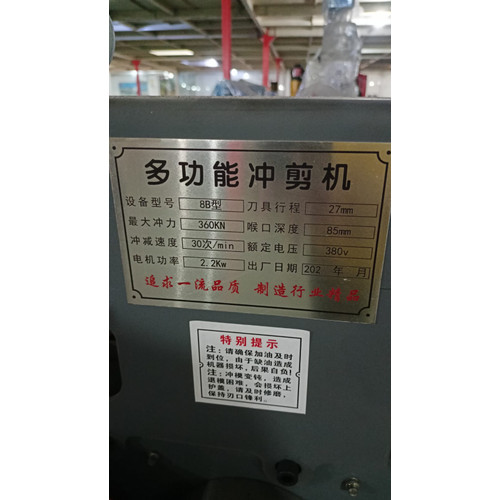 多功能冲剪机
设备型号 8B型 刀具行程 27mm
最大冲力 360KN 喉口深度 85mm
冲减速度 30次/min 额定电压 380v
电机功率 2.2Kw 出厂日期 202 年 月
追求一流品质 制造行业精品
特别提示
注:请确保加油及时
到位,由于缺油造成
机器损坏,后果自负!
注:冲模变钝,造成
退模困难,会损坏上
护盖,请及时修磨,
保持刃口锋利。